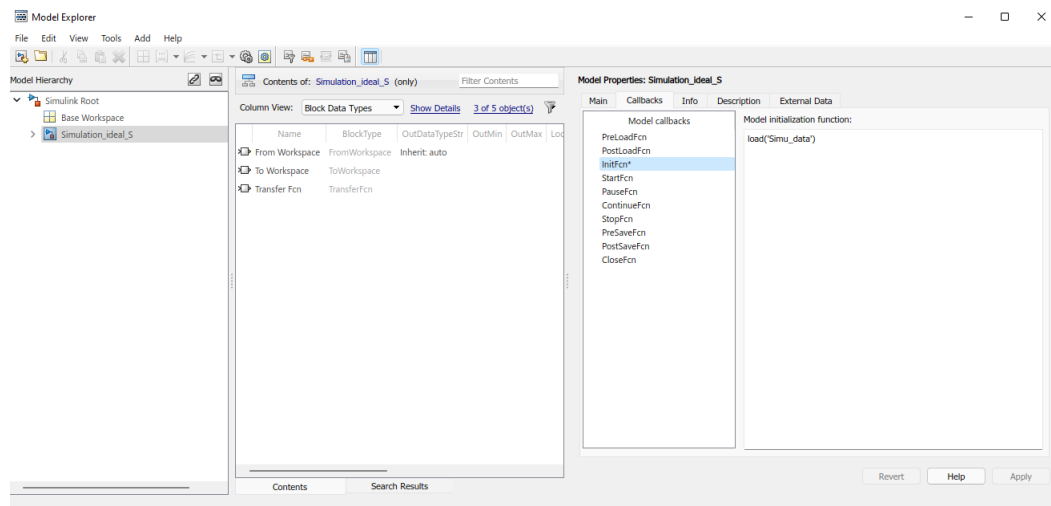 Model Explorer
File Edit View Tools Add Help
Model Hierarchy
Simulink Root
Base Workspace
Simulation_ideal_S
Contents of: Simulation_ideal_S (only)
Filter Contents
Column View: Block Data Types Show Details 3 of 5 object(s)
Name BlockType OutDataTypeStr OutMin OutMax Loc
From Workspace FromWorkspace Inherit: auto
To Workspace ToWorkspace
Transfer Fcn TransferFcn
Contents Search Results
Model Properties: Simulation_ideal_S
Main Callbacks Info Description External Data
Model callbacks
PreLoadFcn
PostLoadFcn
InitFcn*
StartFcn
PauseFcn
ContinueFcn
StopFcn
PreSaveFcn
PostSaveFcn
CloseFcn
Model initialization function:
load('Simu_data')
Revert Help Apply